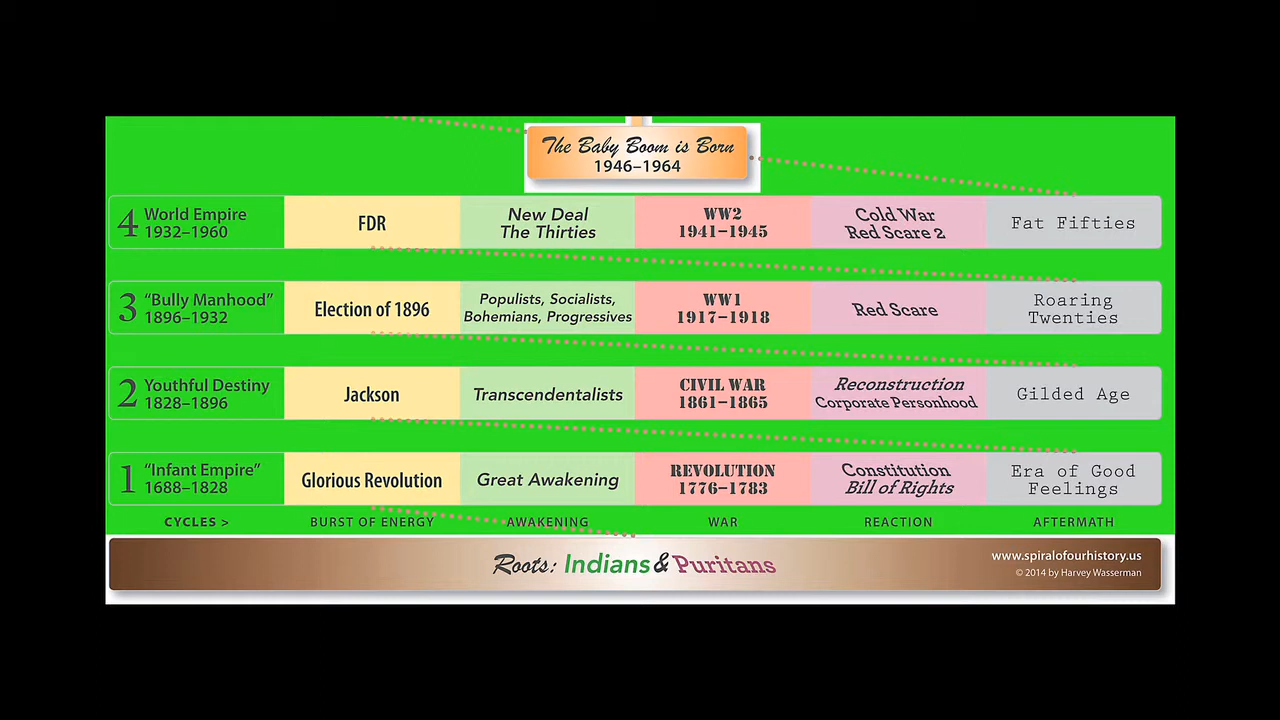 The Baby Boom is Born
1946–1964
4 World Empire
1932–1960
FDR
New Deal
The Thirties
WW2
1941–1945
Cold War
Red Scare 2
Fat Fifties
3 “Bully Manhood”
1896–1932
Election of 1896
Populists, Socialists,
Bohemians, Progressives
WW1
1917–1918
Red Scare
Roaring
Twenties
2 Youthful Destiny
1828–1896
Jackson
Transcendentalists
CIVIL WAR
1861–1865
Reconstruction
Corporate Personhood
Gilded Age
1 “Infant Empire”
1688–1828
Glorious Revolution
Great Awakening
REVOLUTION
1776–1783
Constitution
Bill of Rights
Era of Good
Feelings
CYCLES > BURST OF ENERGY AWAKENING WAR REACTION AFTERMATH
Roots: Indians & Puritans
www.spiralofourhistory.us
© 2014 by Harvey Wasserman